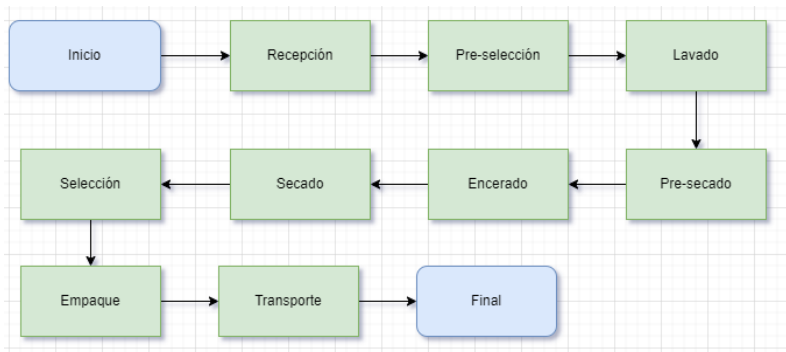 Inicio
Recepción
Pre-selección
Lavado
Pre-secado
Encerado
Secado
Selección
Empaque
Transporte
Final